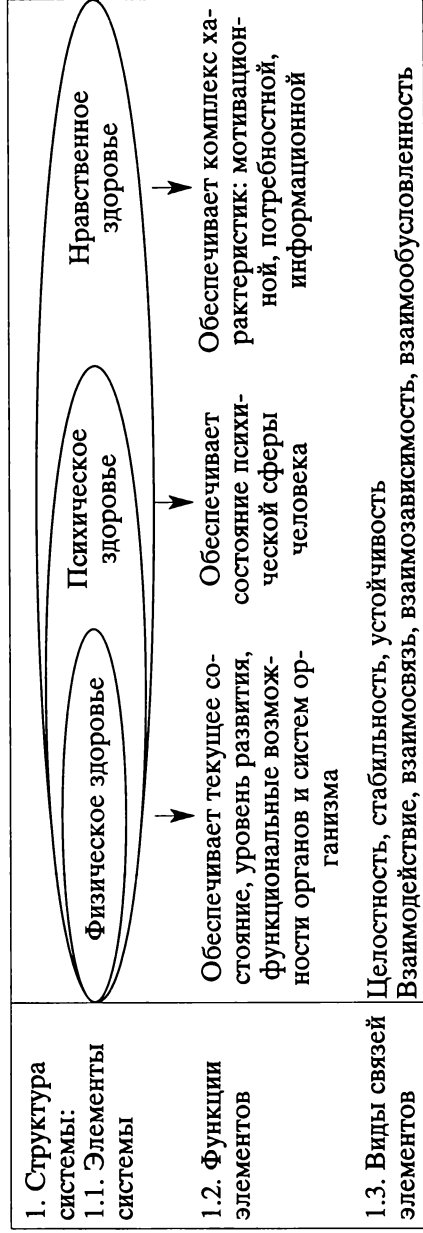 1. Структура
системы:
1.1. Элементы
системы
Физическое здоровье
Психическое
здоровье
Нравственное
здоровье
1.2. Функции
элементов
Обеспечивает текущее со-
стояние, уровень развития,
функциональные возмож-
ности органов и систем ор-
ганизма
Обеспечивает
состояние психи-
ческой сферы
человека
Обеспечивает комплекс ха-
рактеристик: мотивацион-
ной, потребностной,
информационной
1.3. Виды связей
элементов
Целостность, стабильность, устойчивость
Взаимодействие, взаимосвязь, взаимозависимость, взаимообусловленность